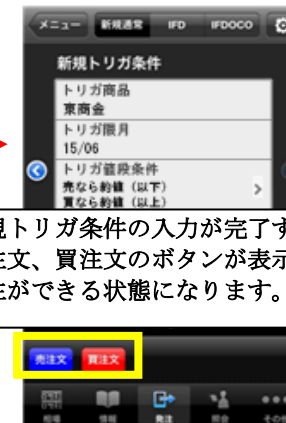 メニュー 新規通常 IFD IFDOCO
新規トリガ条件
トリガ商品
東商金
トリガ限月
15/06
トリガ値段条件
売なら約値（以下）
買なら約値（以上）
規トリガ条件の入力が完了す
注文、買注文のボタンが表示
注ができる状態になります。
売注文 買注文
相場 情報 発注 照会 その他